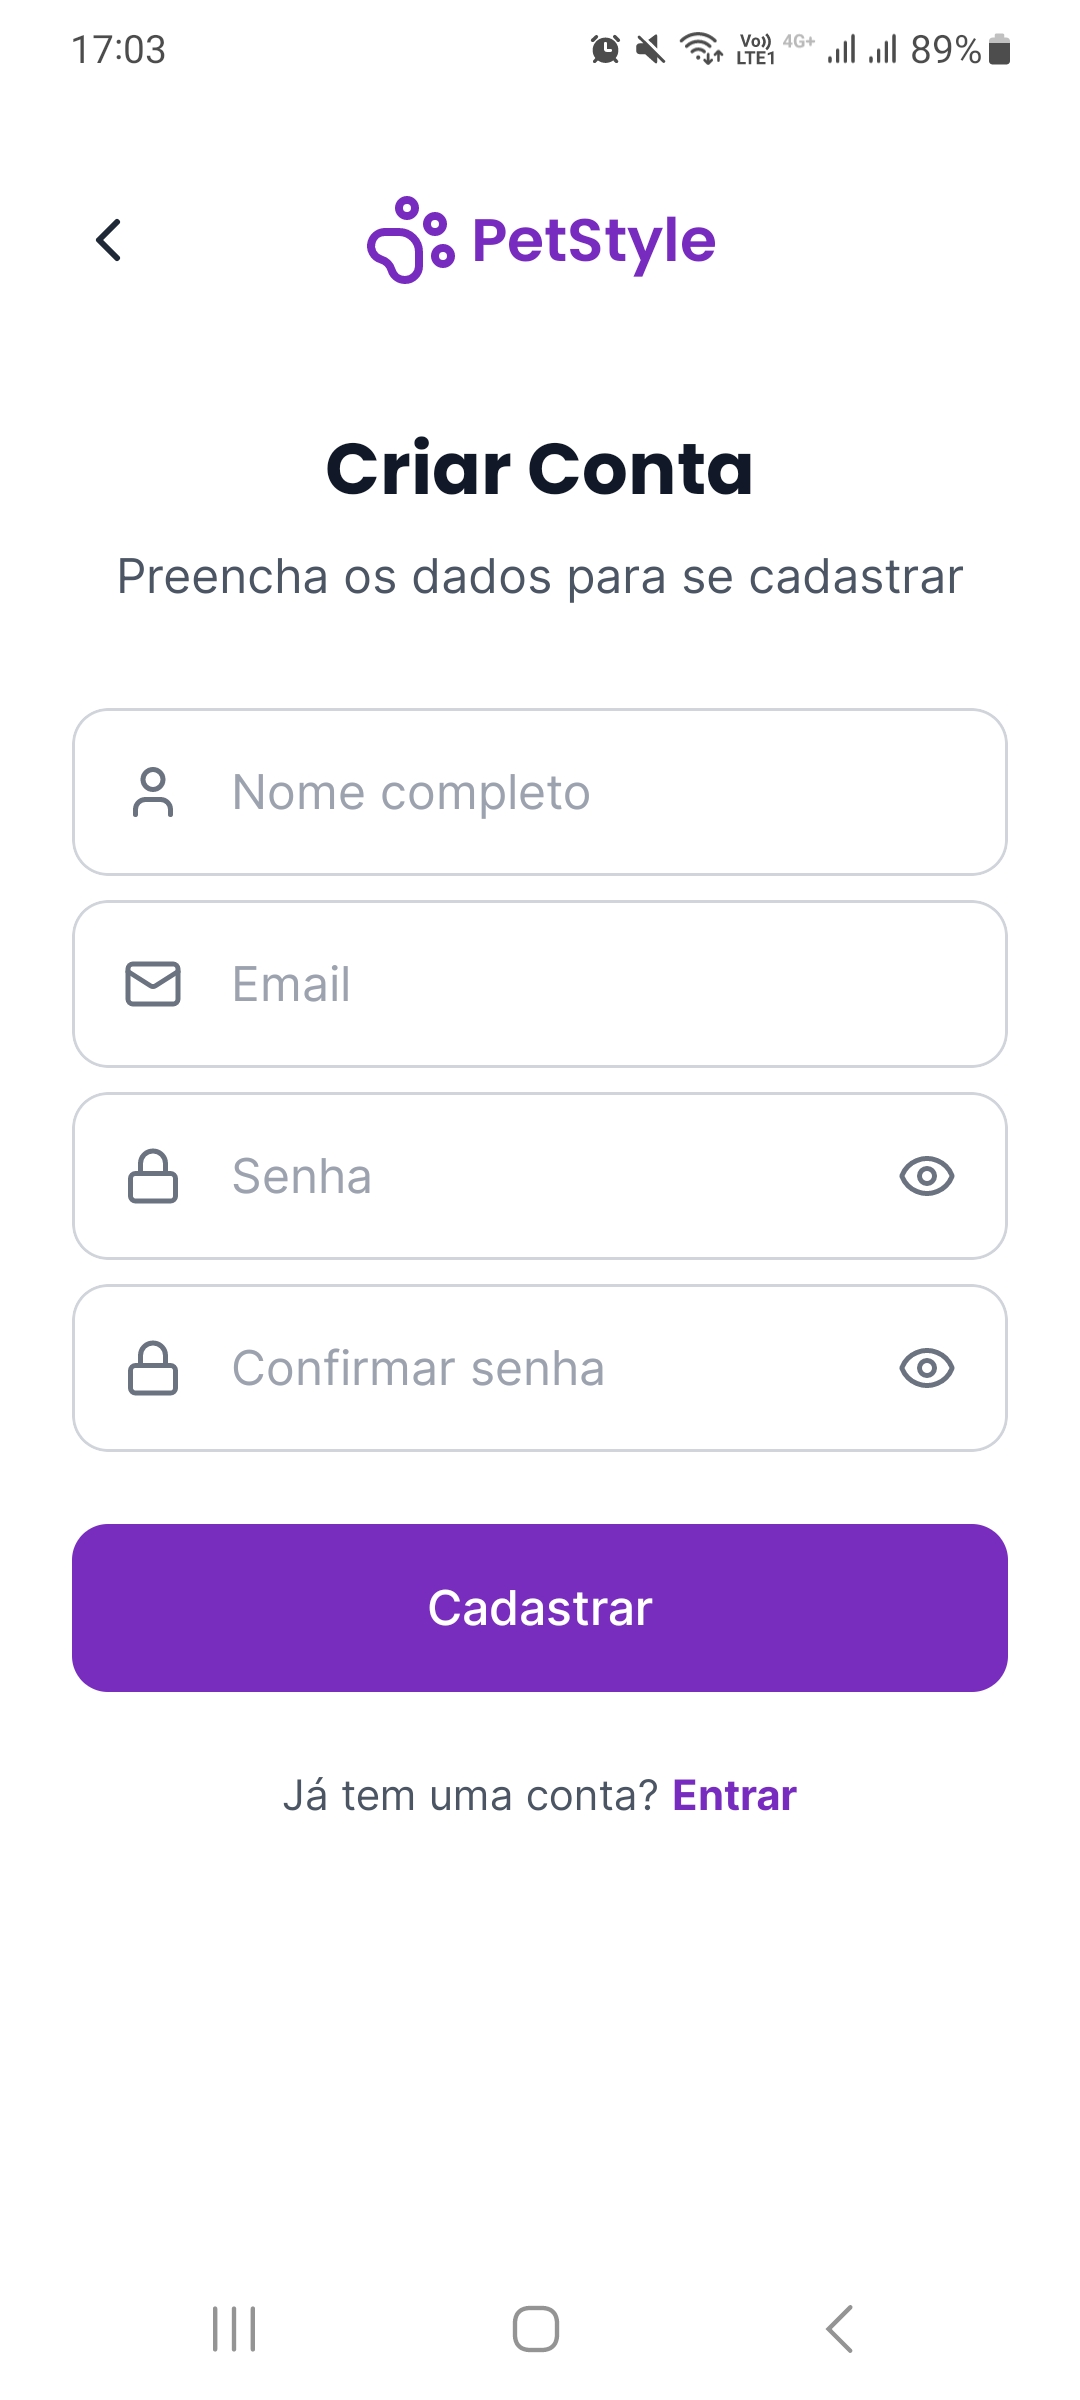 17:03
Vo)) LTE1 4G+ 89%
PetStyle
Criar Conta
Preencha os dados para se cadastrar
Nome completo
Email
Senha
Confirmar senha
Cadastrar
Já tem uma conta? Entrar